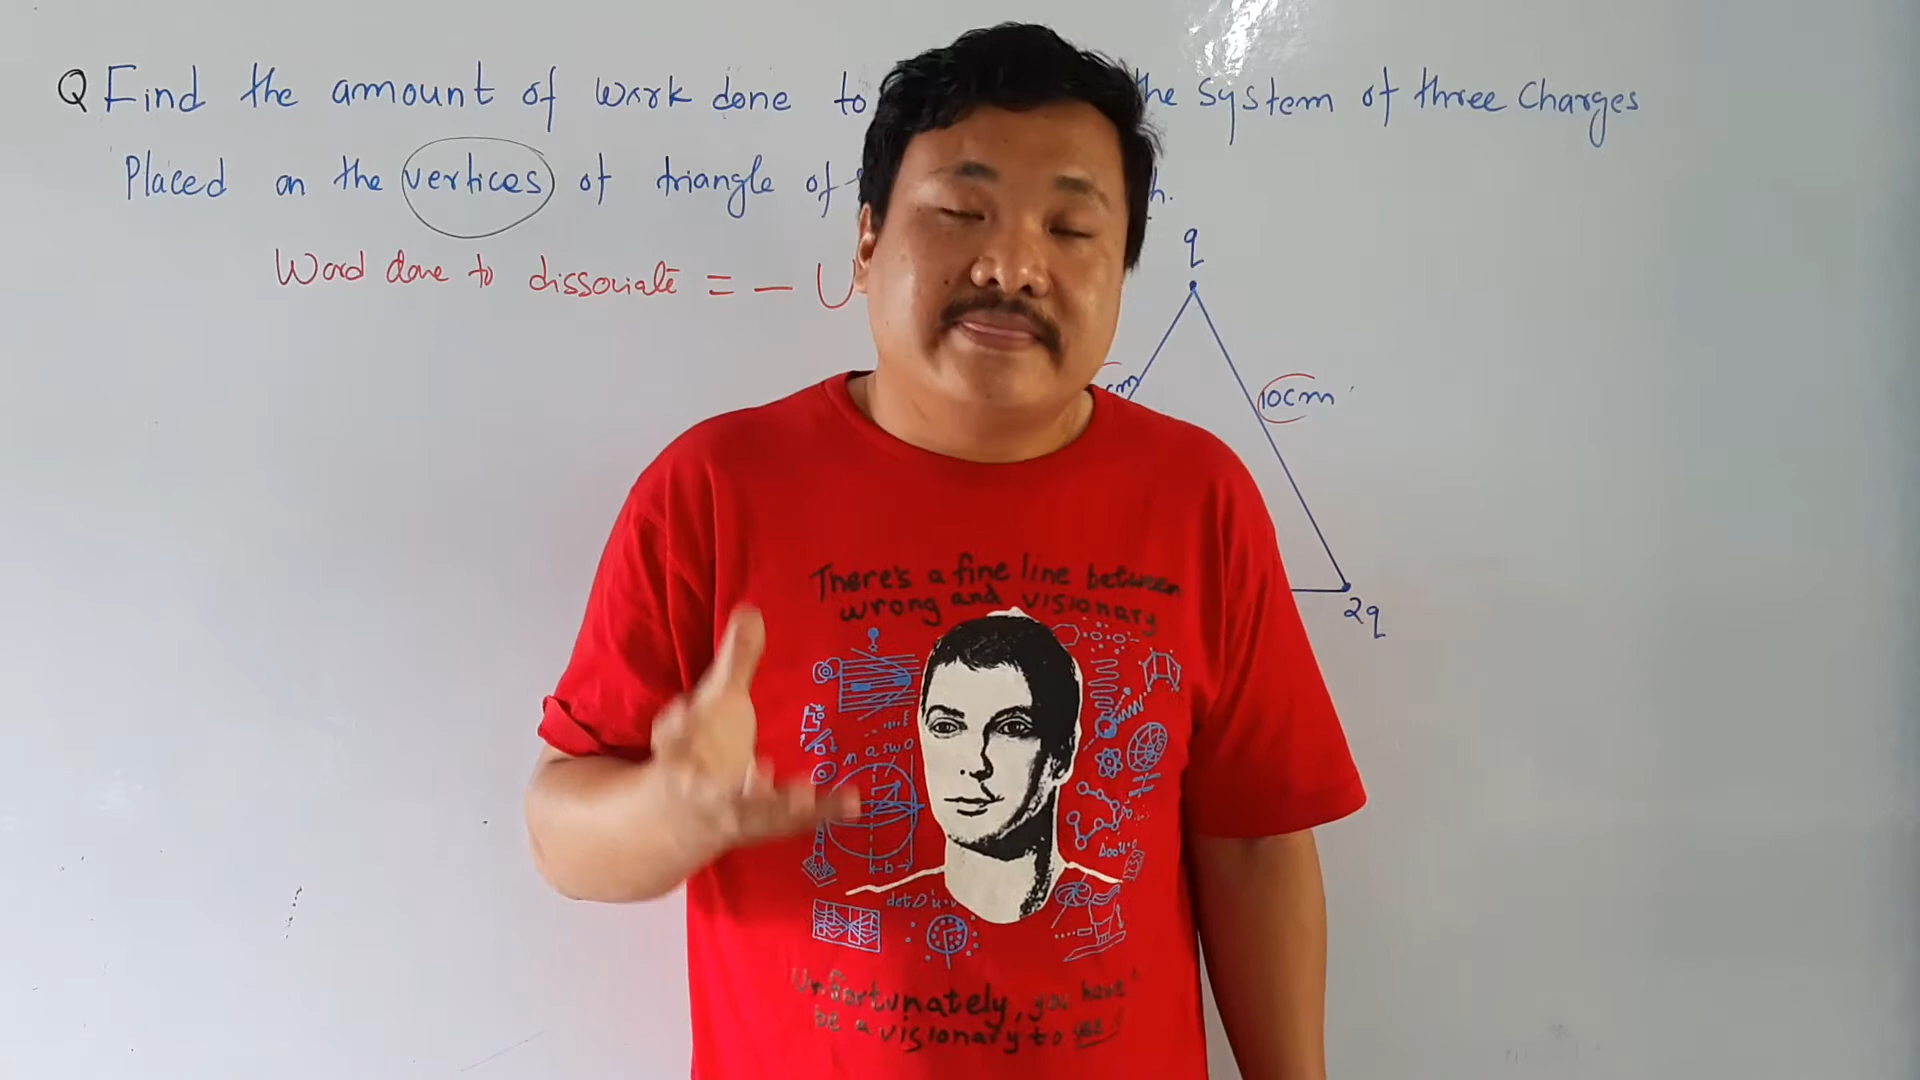 Q Find the amount of work done to the system of three Charges
Placed on the vertices of triangle of
Word done to dissociate = - U
q
cm
10cm
2q
There's a fine line between
wrong and visionary
Unfortunately, you have
be a visionary to see